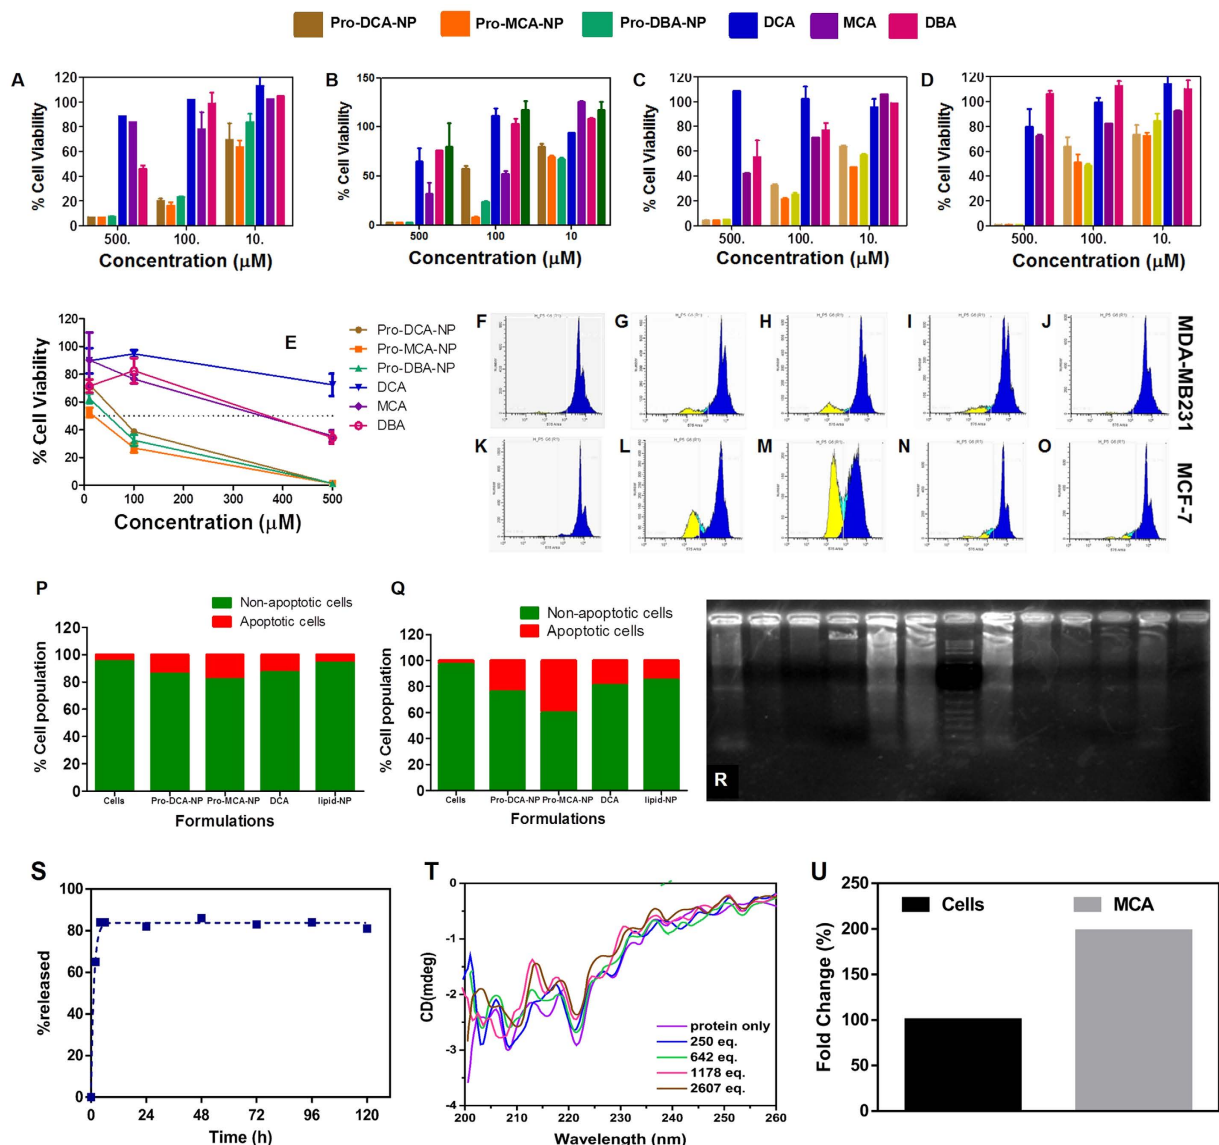 Pro-DCA-NP Pro-MCA-NP Pro-DBA-NP DCA MCA DBA
A
% Cell Viability
120
100
80
60
40
20
0
500. 100. 10.
Concentration (μM)
B
% Cell Viability
150
100
50
0
500 100 10
Concentration (μM)
C
% Cell Viability
120
100
80
60
40
20
0
500. 100. 10.
Concentration (μM)
D
% Cell Viability
120
100
80
60
40
20
0
500. 100. 10.
Concentration (μM)
E
% Cell Viability
120
100
80
60
40
20
0
0 100 200 300 400 500
Concentration (μM)
Pro-DCA-NP
Pro-MCA-NP
Pro-DBA-NP
DCA
MCA
DBA
F G H I J
MDA-MB231
K L M N O
MCF-7
P
Non-apoptotic cells
Apoptotic cells
% Cell population
120
100
80
60
40
20
0
Cells Pro-DCA-NP Pro-MCA-NP DCA lipid-NP
Formulations
Q
Non-apoptotic cells
Apoptotic cells
% Cell population
120
100
80
60
40
20
0
Cells Pro-DCA-NP Pro-MCA-NP DCA lipid-NP
Formulations
R
S
%released
100
80
60
40
20
0
0 24 48 72 96 120
Time (h)
T
CD(mdeg)
0
-1
-2
-3
-4
200 210 220 230 240 250 260
Wavelength (nm)
protein only
250 eq.
642 eq.
1178 eq.
2607 eq.
U
Fold Change (%)
250
200
150
100
50
0
Cells MCA